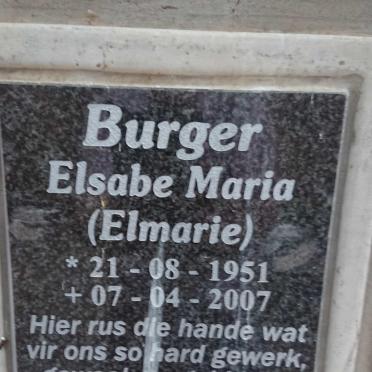 Burger
Elsabe Maria
(Elmarie)
* 21 - 08 - 1951
+ 07 - 04 - 2007
Hier rus die hande wat
vir ons so hard gewerk,